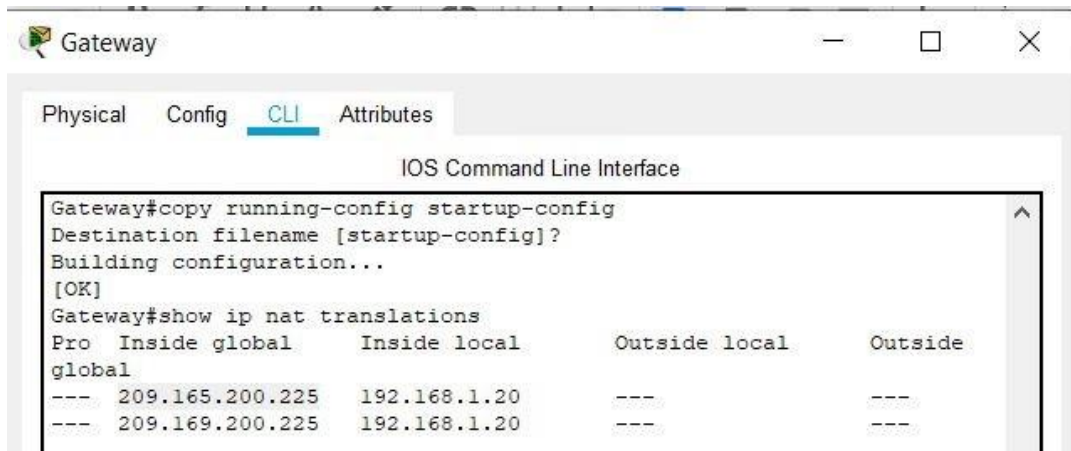 Gateway
Physical Config CLI Attributes
IOS Command Line Interface
Gateway#copy running-config startup-config
Destination filename [startup-config]?
Building configuration...
[OK]
Gateway#show ip nat translations
Pro  Inside global     Inside local       Outside local      Outside
global
---  209.165.200.225   192.168.1.20       ---                ---
---  209.169.200.225   192.168.1.20       ---                ---